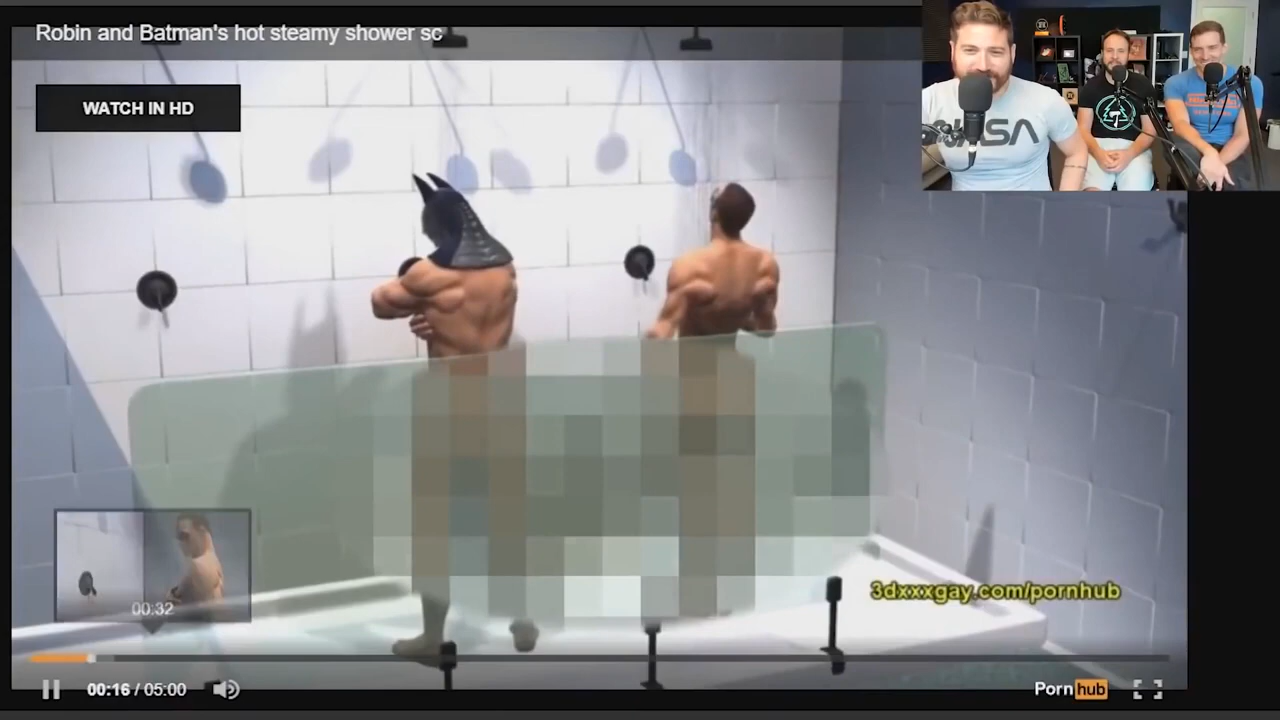 Robin and Batman's hot steamy shower sc
WATCH IN HD
NASA
00:32
3dxxxgay.com/pornhub
00:16 / 05:00
Pornhub